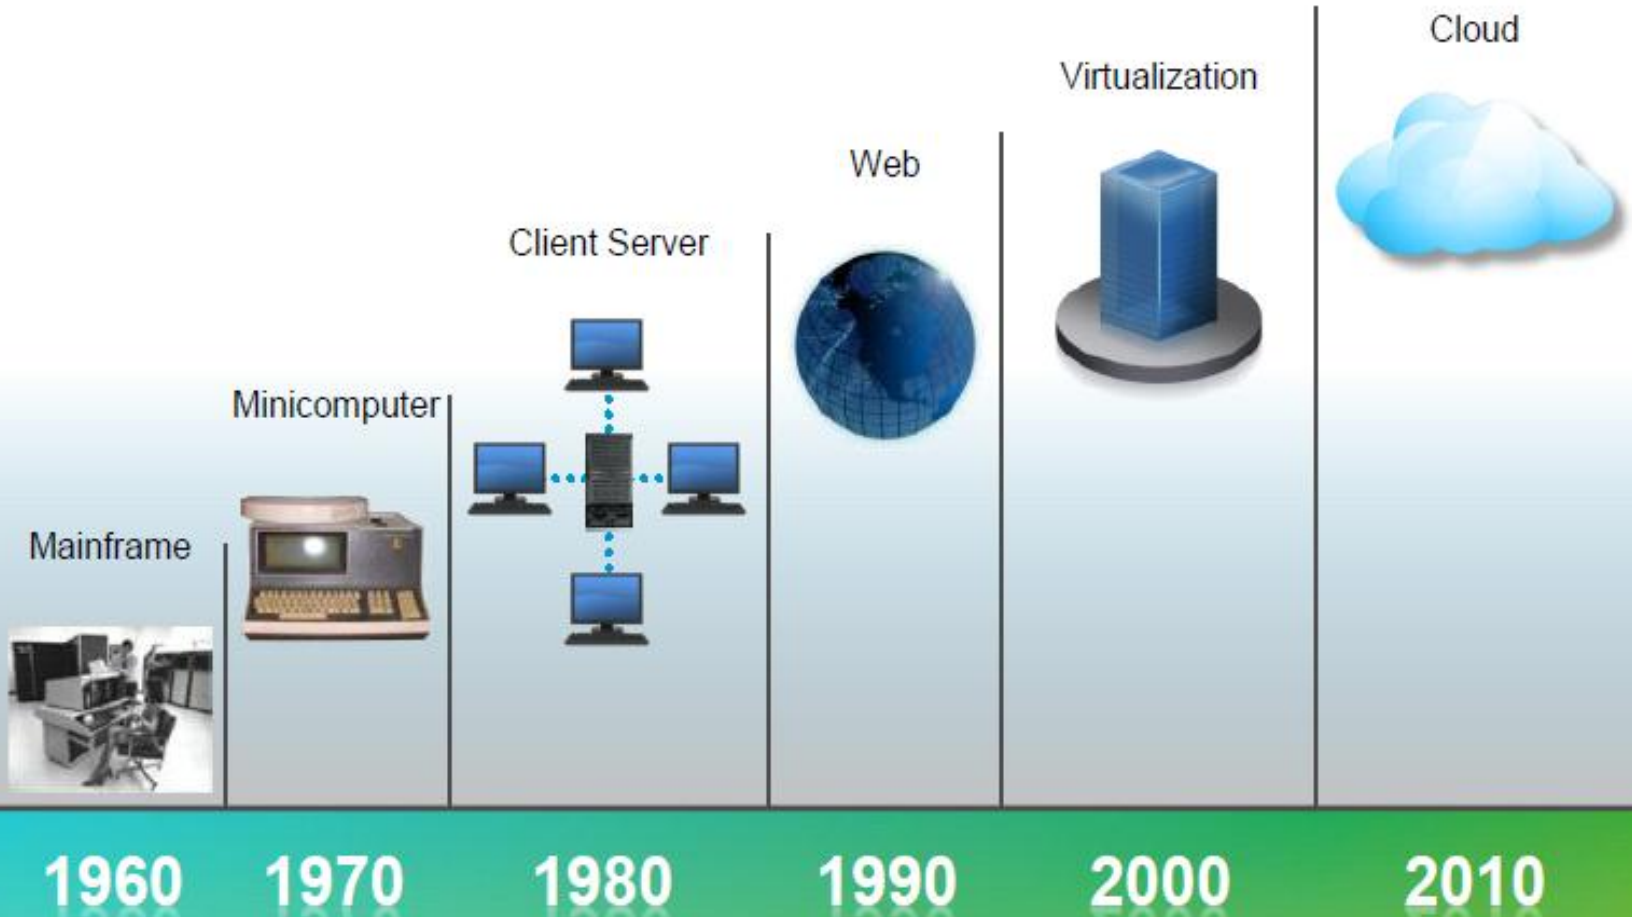 Cloud
Virtualization
Web
Client Server
Minicomputer
Mainframe
1960 1970 1980 1990 2000 2010